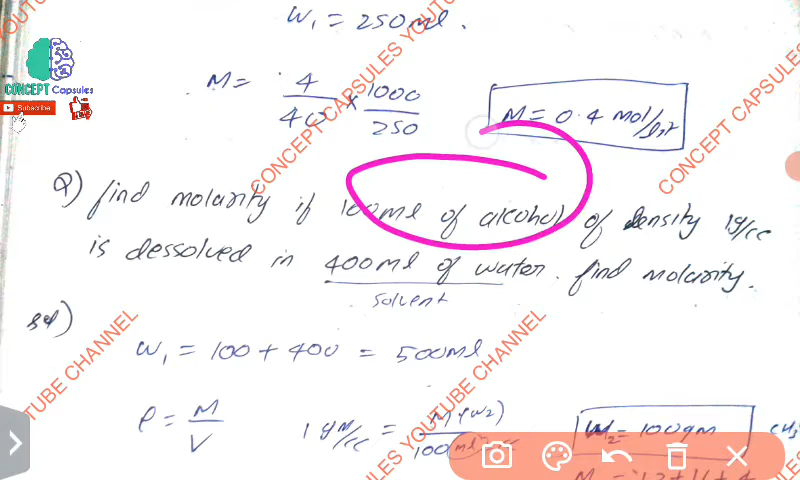 W₁ = 250ml.
M = 4/40 × 1000/250
M = 0.4 mol/lit
CONCEPT Capsules
Subscribe
Q) find molarity if 100ml of alcohol of density 1g/cc
is dessolved in 400ml of water. find molarity.
solvent
sol)
W₁ = 100 + 400 = 500ml
ρ = M/V
1 gm/cc = M(W₂)/100
W₂ = 100gm
CONCEPT CAPSULES YOUTUBE CHANNEL